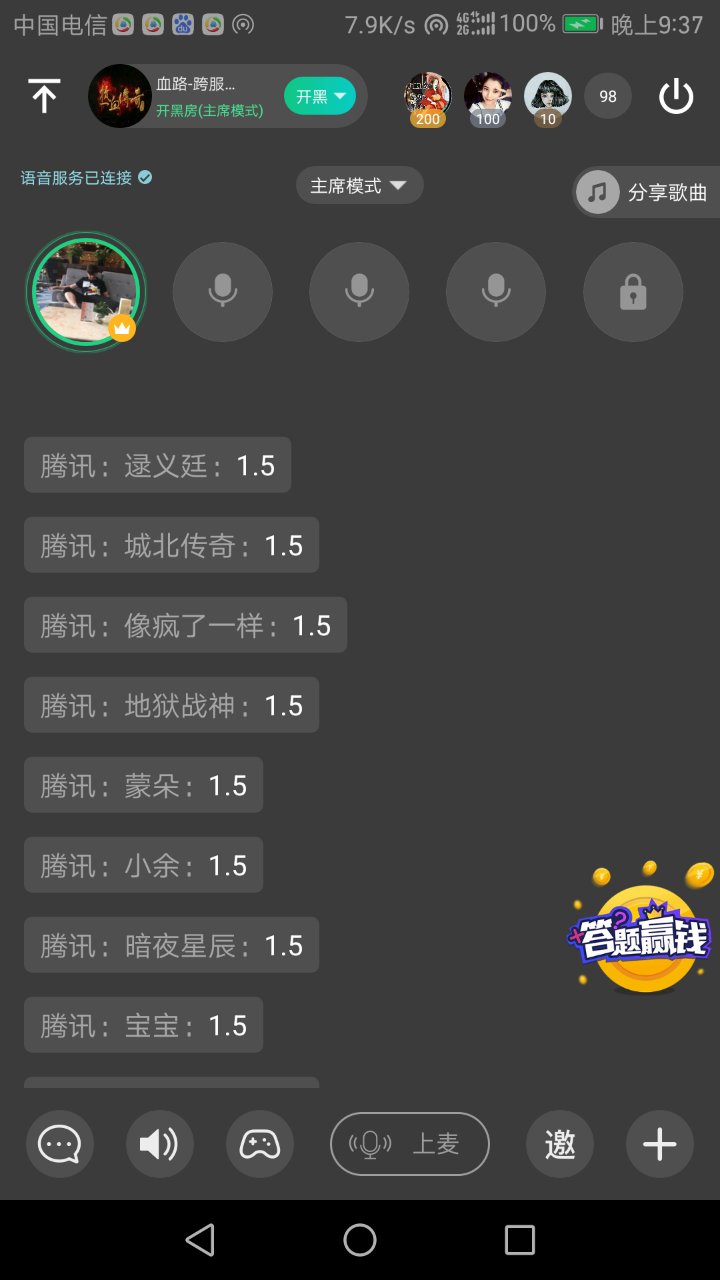 中国电信
7.9K/s
4G
2G
100%
晚上9:37
血路-跨服...
开黑房(主席模式)
开黑
200
100
10
98
语音服务已连接
主席模式
分享歌曲
腾讯：逯义廷：1.5
腾讯：城北传奇：1.5
腾讯：像疯了一样：1.5
腾讯：地狱战神：1.5
腾讯：蒙朵：1.5
腾讯：小余：1.5
腾讯：暗夜星辰：1.5
腾讯：宝宝：1.5
答题赢钱
上麦
邀